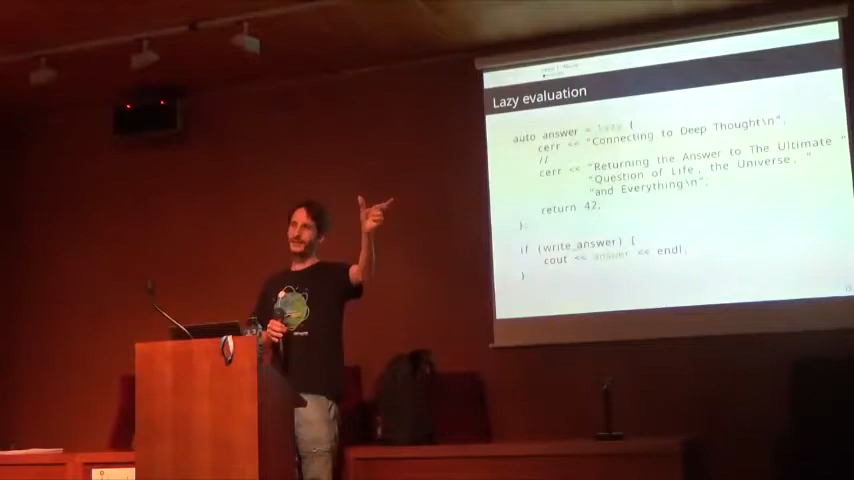 Lazy evaluation
auto answer = lazy {
cerr << "Connecting to Deep Thought\n";
//
cerr << "Returning the Answer to The Ultimate "
"Question of Life, the Universe, "
"and Everything\n";
return 42;
};
if (write_answer) {
cout << answer << endl;
}